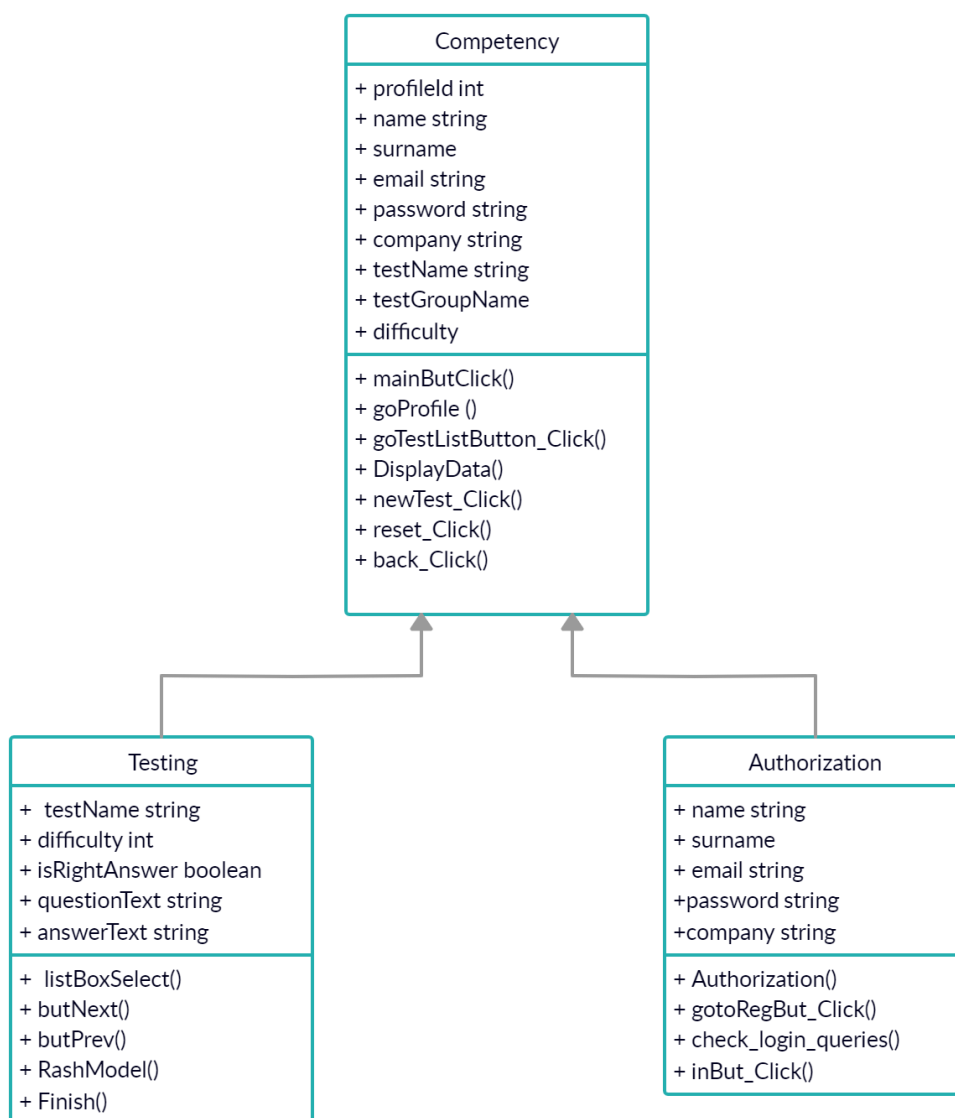 Competency
+ profileId int
+ name string
+ surname
+ email string
+ password string
+ company string
+ testName string
+ testGroupName
+ difficulty
+ mainButClick()
+ goProfile ()
+ goTestListButton_Click()
+ DisplayData()
+ newTest_Click()
+ reset_Click()
+ back_Click()
Testing
+  testName string
+ difficulty int
+ isRightAnswer boolean
+ questionText string
+ answerText string
+  listBoxSelect()
+ butNext()
+ butPrev()
+ RashModel()
+ Finish()
Authorization
+ name string
+ surname
+ email string
+password string
+company string
+ Authorization()
+ gotoRegBut_Click()
+ check_login_queries()
+ inBut_Click()